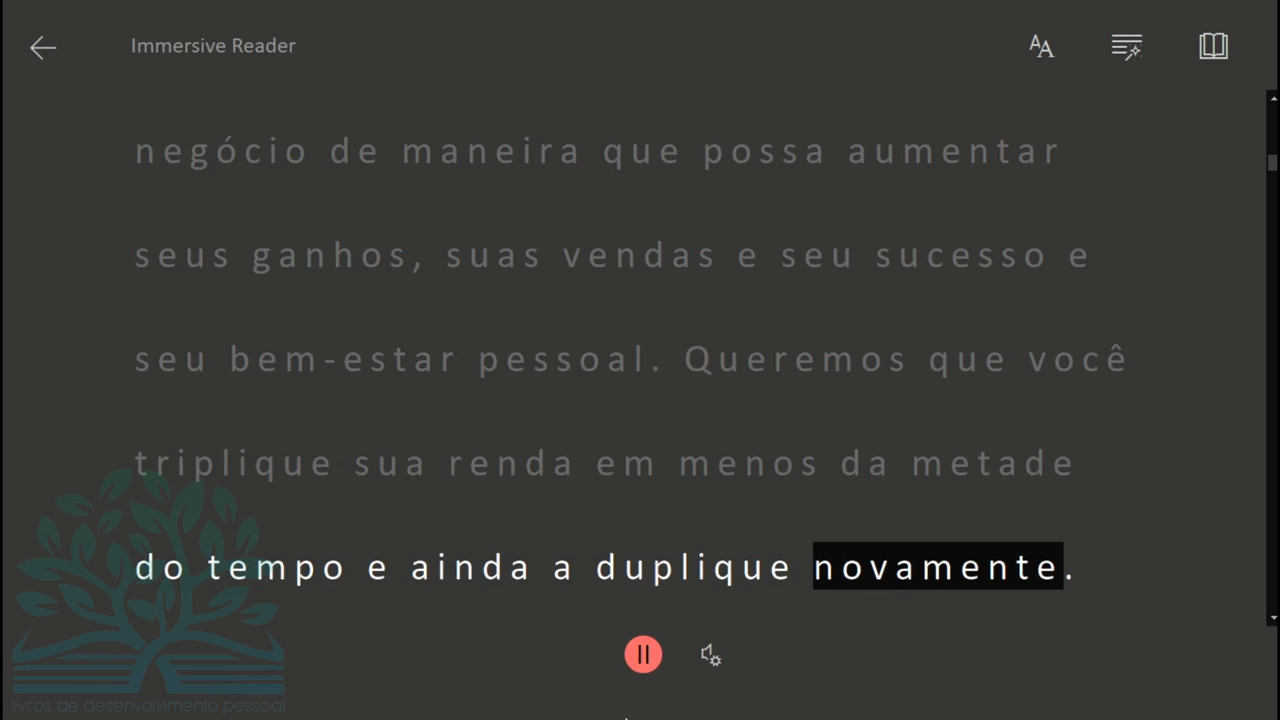 Immersive Reader
negócio de maneira que possa aumentar
seus ganhos, suas vendas e seu sucesso e
seu bem-estar pessoal. Queremos que você
triplique sua renda em menos da metade
do tempo e ainda a duplique novamente.
livros de desenvolvimento pessoal